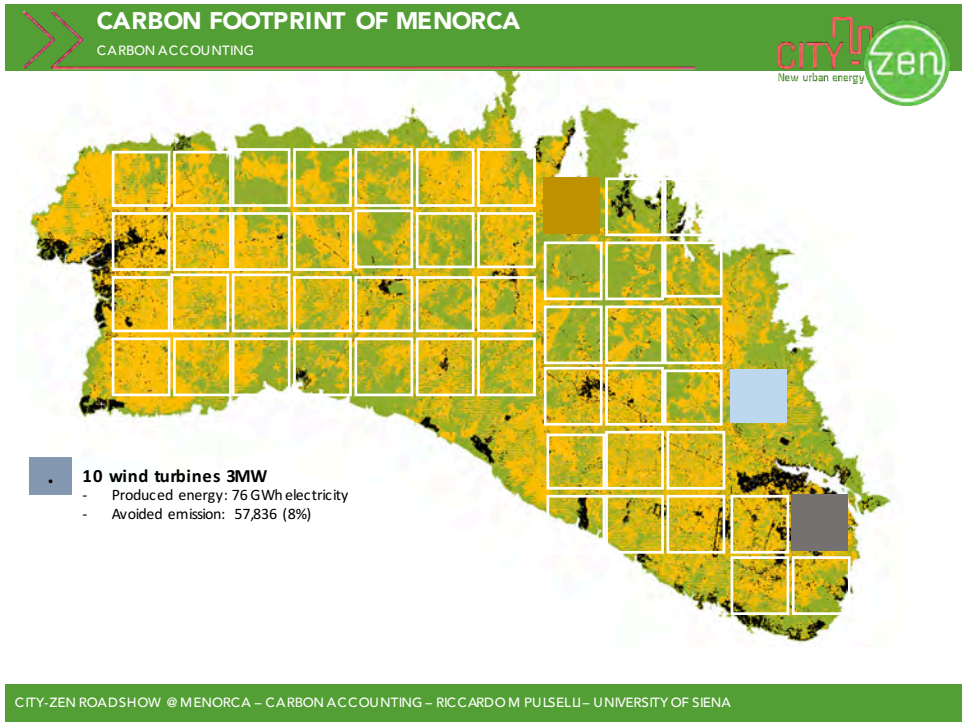 CARBON FOOTPRINT OF MENORCA
CARBON ACCOUNTING
CITY
zen
New urban energy
10 wind turbines 3MW
- Produced energy: 76 GWh electricity
- Avoided emission: 57,836 (8%)
CITY-ZEN ROADSHOW @ MENORCA – CARBON ACCOUNTING – RICCARDO M PULSELLI – UNIVERSITY OF SIENA